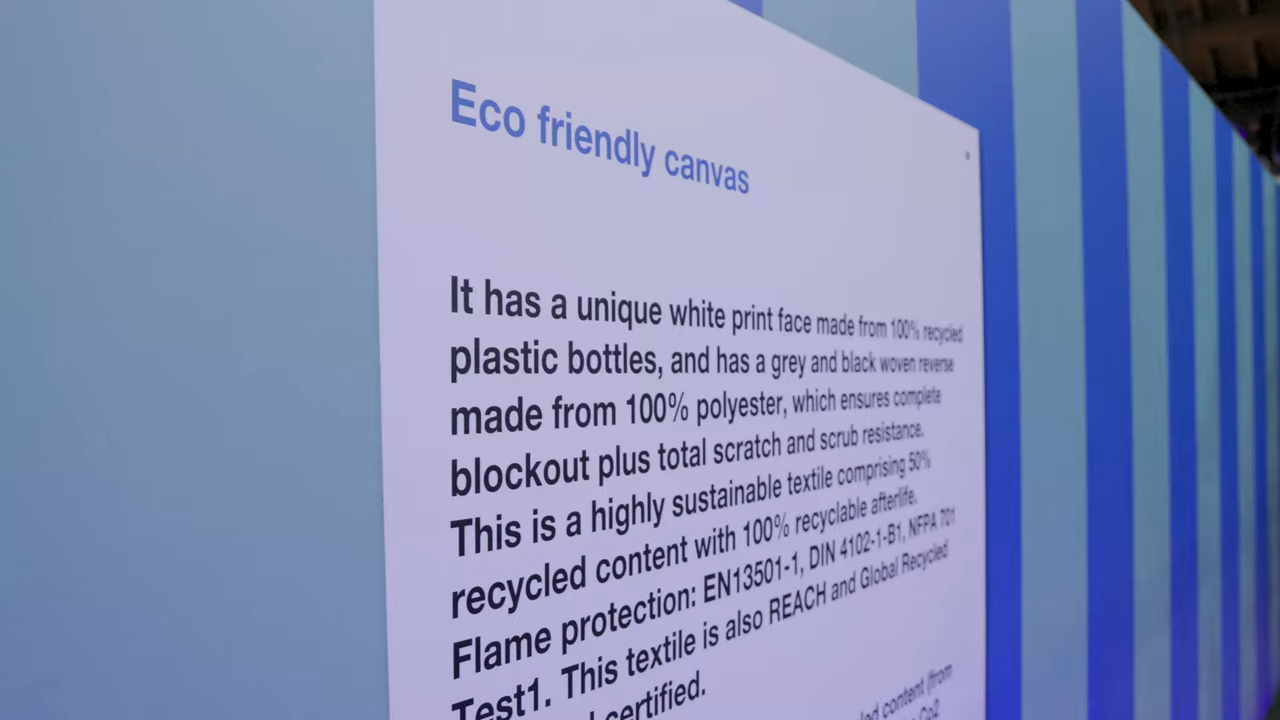 Eco friendly canvas
It has a unique white print face made from 100% recycled
plastic bottles, and has a grey and black woven reverse
made from 100% polyester, which ensures complete
blockout plus total scratch and scrub resistance.
This is a highly sustainable textile comprising 50%
recycled content with 100% recyclable afterlife.
Flame protection: EN13501-1, DIN 4102-1-B1, NFPA 701
Test1. This textile is also REACH and Global Recycled
certified.
content (from